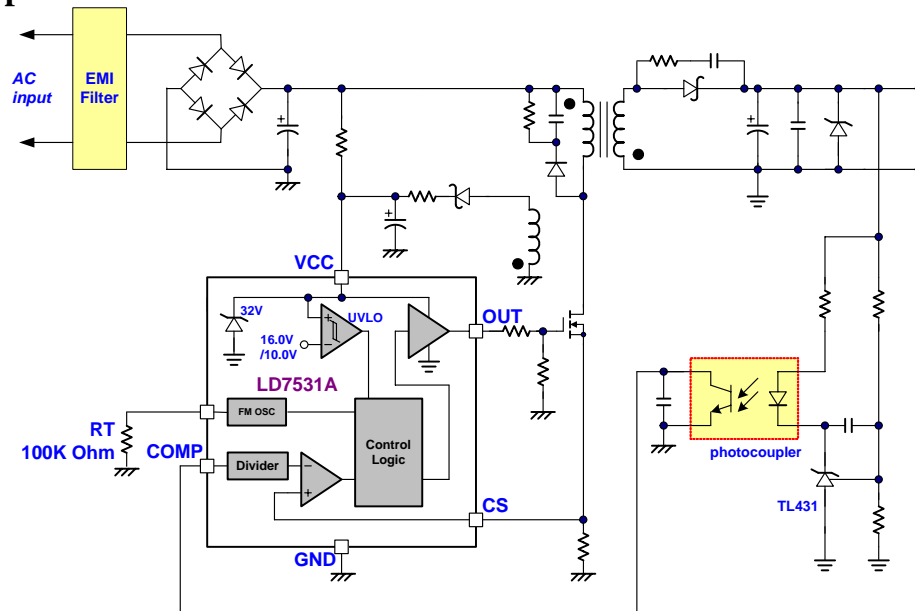 AC
input
EMI
Filter
+
+
+
VCC
32V
+
UVLO
16.0V
/10.0V
−
OUT
LD7531A
RT
100K Ohm
FM OSC
COMP
Divider
−
+
Control
Logic
CS
GND
photocoupler
TL431